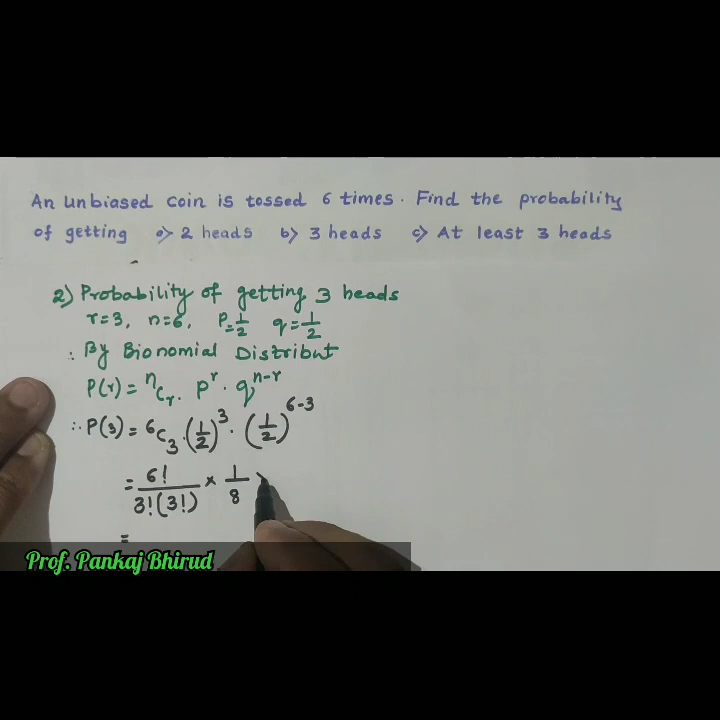 An unbiased coin is tossed 6 times. Find the probability
of getting a) 2 heads b) 3 heads c) At least 3 heads
2) Probability of getting 3 heads
r=3, n=6, P=1/2 q=1/2
∴ By Bionomial Distribut
P(r) = ⁿCᵣ . pʳ . qⁿ⁻ʳ
∴ P(3) = ⁶C₃ . (1/2)³ . (1/2)⁶⁻³
= 6!/3!(3!) × 1/8
=
Prof. Pankaj Bhirud